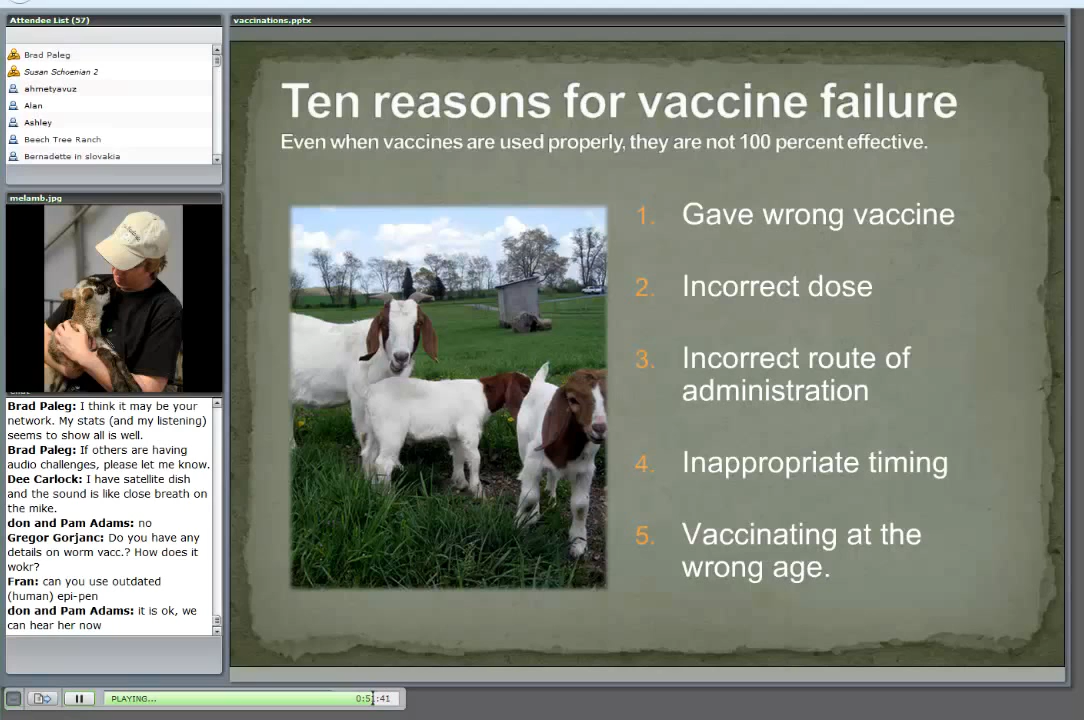 Attendee List (57)
Brad Paleg
Susan Schoenian 2
ahmetyavuz
Alan
Ashley
Beech Tree Ranch
Bernadette in slovakia
melamb.jpg
Brad Paleg: I think it may be your
network. My stats (and my listening)
seems to show all is well.
Brad Paleg: If others are having
audio challenges, please let me know.
Dee Carlock: I have satellite dish
and the sound is like close breath on
the mike.
don and Pam Adams: no
Gregor Gorjanc: Do you have any
details on worm vacc.? How does it
wokr?
Fran: can you use outdated
(human) epi-pen
don and Pam Adams: it is ok, we
can hear her now
vaccinations.pptx
Ten reasons for vaccine failure
Even when vaccines are used properly, they are not 100 percent effective.
1. Gave wrong vaccine
2. Incorrect dose
3. Incorrect route of
administration
4. Inappropriate timing
5. Vaccinating at the
wrong age.
PLAYING...
0:51:41